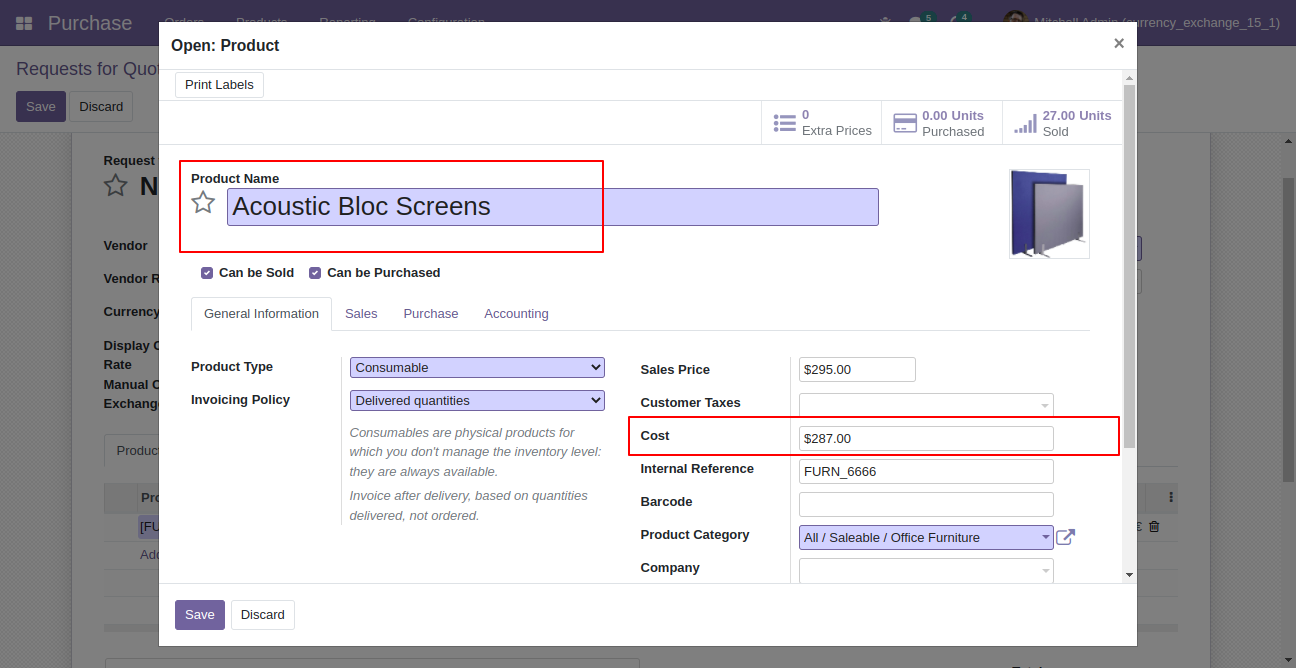 Purchase
Orders Products Reporting Configuration
5 4 Mitchell Admin (currency_exchange_15_1)
Requests for Quo
Save Discard
Open: Product ×
Print Labels
0
Extra Prices
0.00 Units
Purchased
27.00 Units
Sold
Request
N
Product Name
Acoustic Bloc Screens
Vendor
Vendor R
Currency
Display C
Rate
Manual C
Exchang
Can be Sold Can be Purchased
General Information Sales Purchase Accounting
Product Type Consumable
Invoicing Policy Delivered quantities
Consumables are physical products for
which you don't manage the inventory level:
they are always available.
Invoice after delivery, based on quantities
delivered, not ordered.
Sales Price $295.00
Customer Taxes
Cost $287.00
Internal Reference FURN_6666
Barcode
Product Category All / Saleable / Office Furniture
Company
Product
Pro
[FU
€
Add
Save Discard